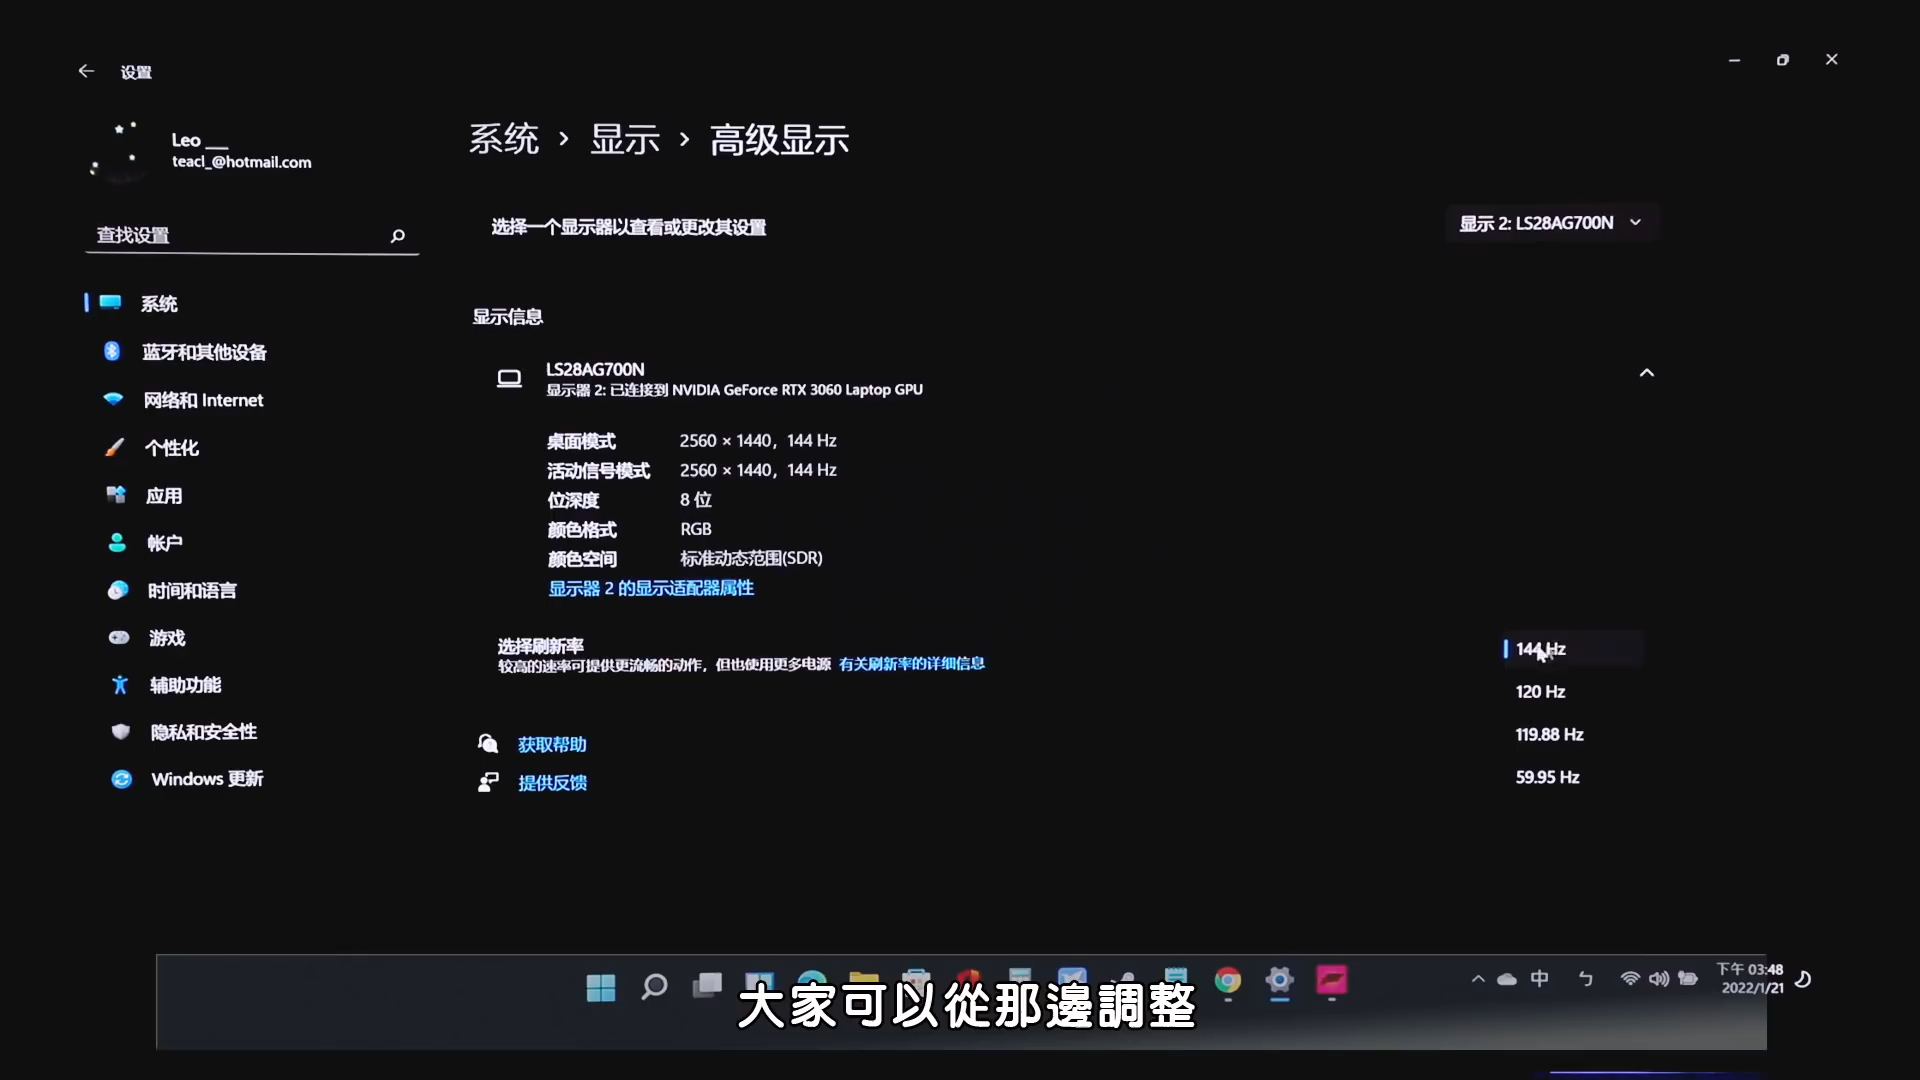 设置
Leo __
teacl_@hotmail.com
查找设置
系统
蓝牙和其他设备
网络和 Internet
个性化
应用
帐户
时间和语言
游戏
辅助功能
隐私和安全性
Windows 更新
系统 › 显示 › 高级显示
选择一个显示器以查看或更改其设置
显示 2: LS28AG700N
显示信息
LS28AG700N
显示器 2: 已连接到 NVIDIA GeForce RTX 3060 Laptop GPU
桌面模式 2560 × 1440，144 Hz
活动信号模式 2560 × 1440，144 Hz
位深度 8 位
颜色格式 RGB
颜色空间 标准动态范围(SDR)
显示器 2 的显示适配器属性
选择刷新率
较高的速率可提供更流畅的动作，但也使用更多电源 有关刷新率的详细信息
144 Hz
120 Hz
119.88 Hz
59.95 Hz
获取帮助
提供反馈
中
下午 03:48
2022/1/21
大家可以從那邊調整